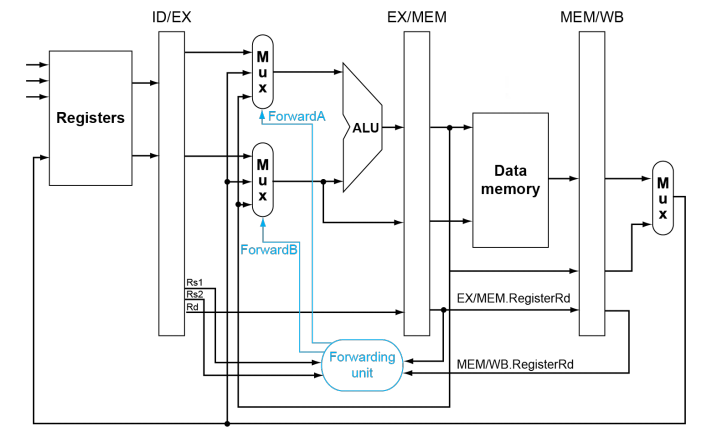 ID/EX
EX/MEM
MEM/WB
M
u
x
Registers
ForwardA
ALU
M
u
x
Data
memory
M
u
x
ForwardB
Rs1
Rs2
Rd
EX/MEM.RegisterRd
Forwarding
unit
MEM/WB.RegisterRd